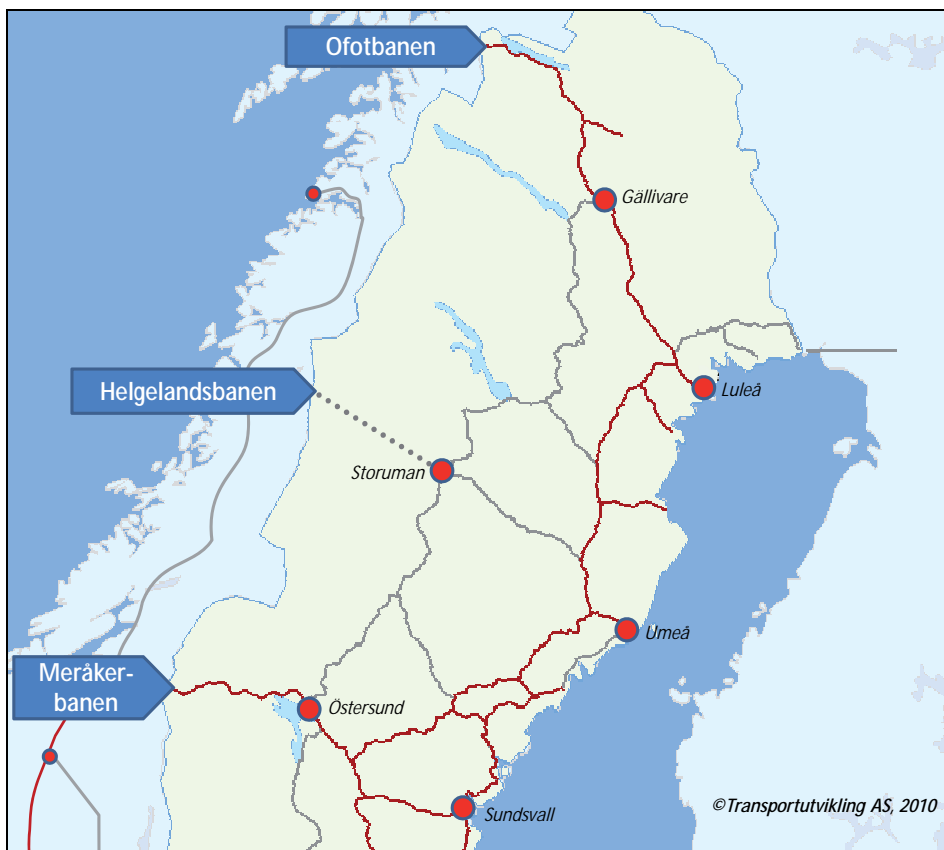 Ofotbanen
Gällivare
Helgelandsbanen
Luleå
Storuman
Umeå
Meråker-
banen
Östersund
Sundsvall
©Transportutvikling AS, 2010